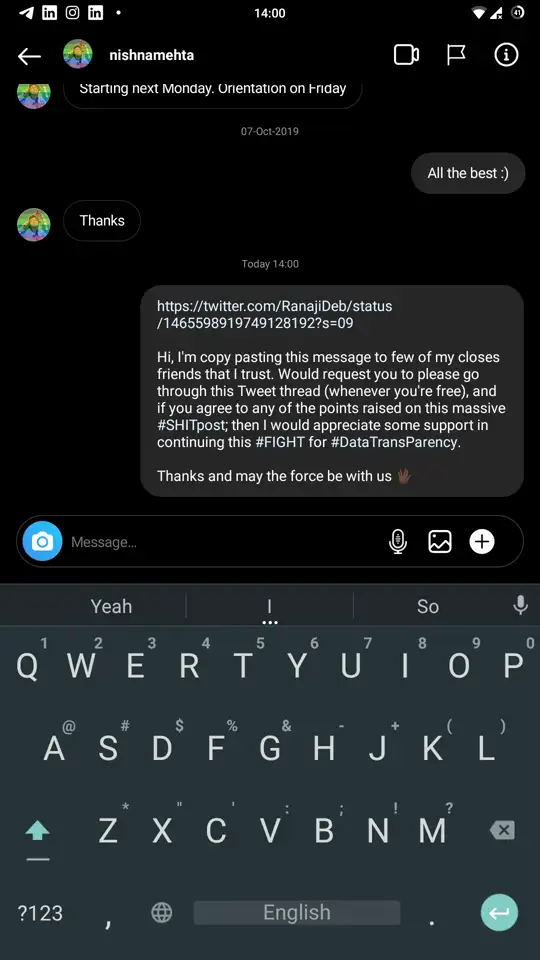 14:00
41
nishnamehta
Starting next Monday. Orientation on Friday
07-Oct-2019
All the best :)
Thanks
Today 14:00
https://twitter.com/RanajiDeb/status
/1465598919749128192?s=09
Hi, I'm copy pasting this message to few of my closes
friends that I trust. Would request you to please go
through this Tweet thread (whenever you're free), and
if you agree to any of the points raised on this massive
#SHITpost; then I would appreciate some support in
continuing this #FIGHT for #DataTransParency.
Thanks and may the force be with us 🖖🏿
Message...
Yeah I So
1 2 3 4 5 6 7 8 9 0
Q W E R T Y U I O P
@ # $ % & - + ( )
A S D F G H J K L
* " ' : ; ! ?
Z X C V B N M
?123 , English .